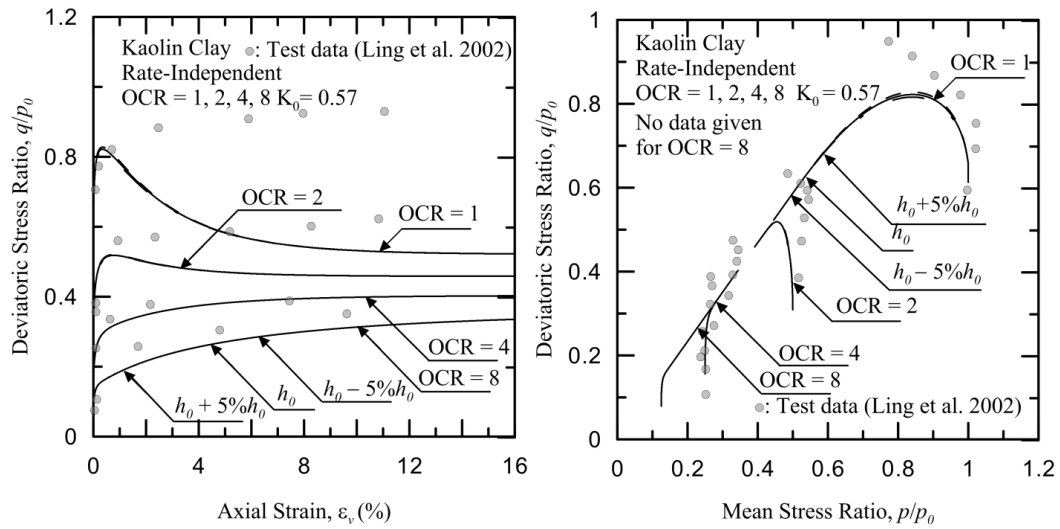 Deviatoric Stress Ratio, q/p₀
1.2
0.8
0.4
0
Kaolin Clay
: Test data (Ling et al. 2002)
Rate-Independent
OCR = 1, 2, 4, 8 K₀= 0.57
OCR = 2
OCR = 1
OCR = 4
OCR = 8
h₀ + 5%h₀
h₀
h₀ – 5%h₀
0
4
8
12
16
Axial Strain, εᵥ (%)
Deviatoric Stress Ratio, q/p₀
1
0.8
0.6
0.4
0.2
0
Kaolin Clay
Rate-Independent
OCR = 1, 2, 4, 8 K₀= 0.57
No data given
for OCR = 8
OCR = 1
h₀+5%h₀
h₀
h₀– 5%h₀
OCR = 2
OCR = 4
OCR = 8
: Test data (Ling et al. 2002)
0
0.2
0.4
0.6
0.8
1
1.2
Mean Stress Ratio, p/p₀